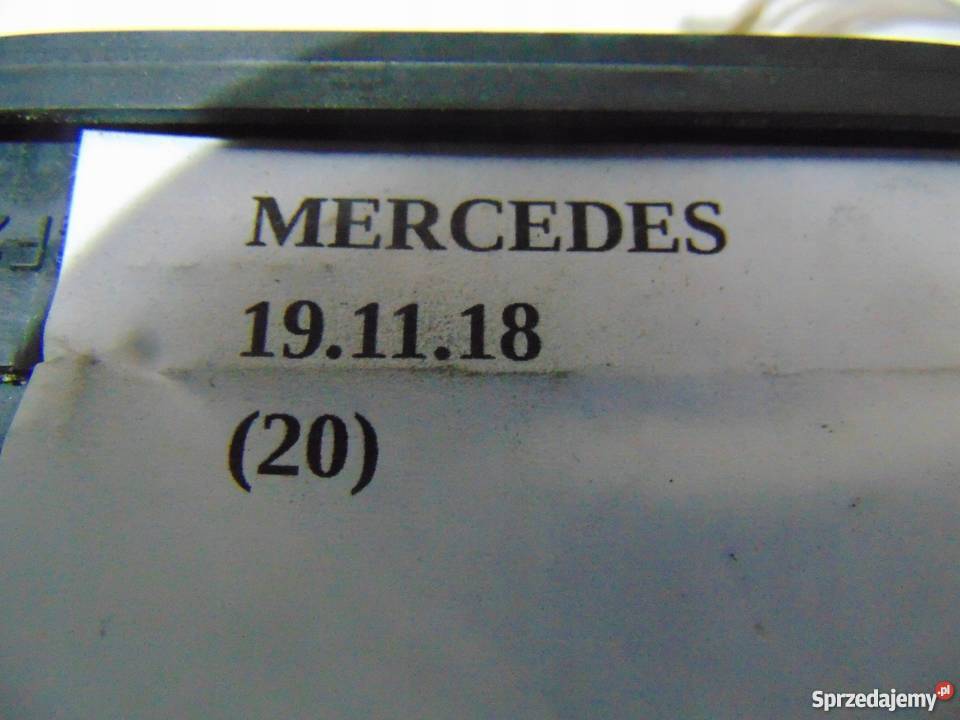 MERCEDES
19.11.18
(20)
Sprzedajemy.pl